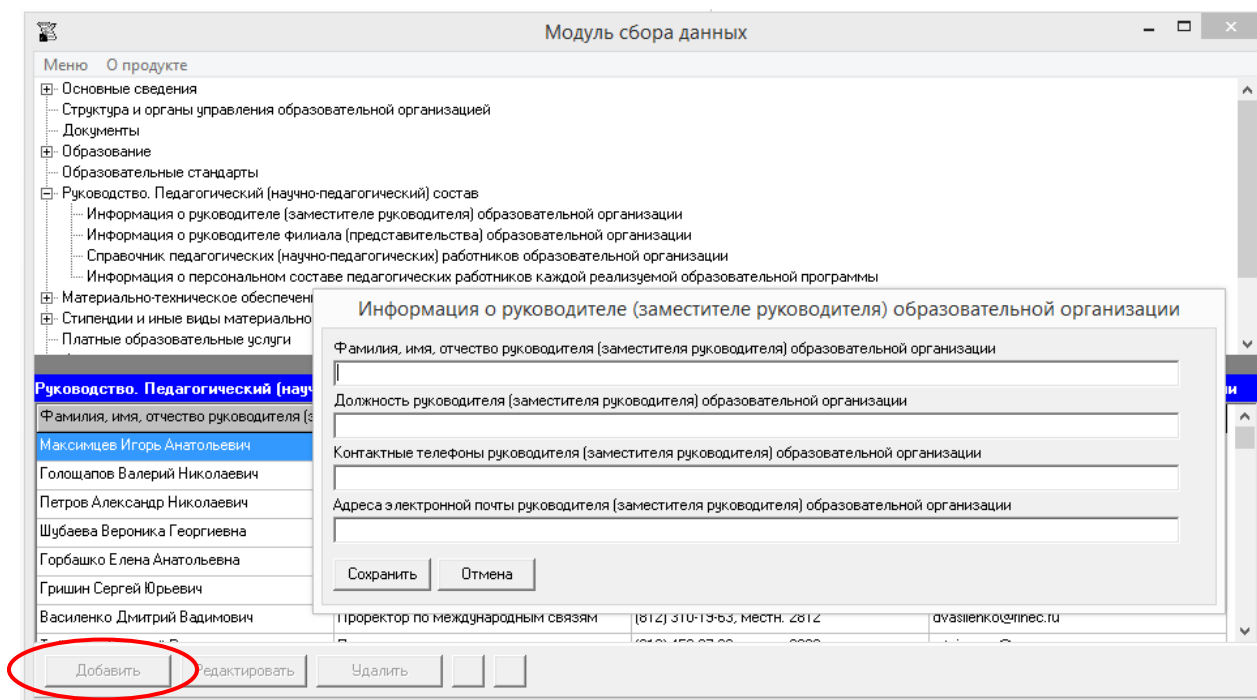 Модуль сбора данных
Меню О продукте
Основные сведения
Структура и органы управления образовательной организацией
Документы
Образование
Образовательные стандарты
Руководство. Педагогический (научно-педагогический) состав
Информация о руководителе (заместителе руководителя) образовательной организации
Информация о руководителе филиала (представительства) образовательной организации
Справочник педагогических (научно-педагогических) работников образовательной организации
Информация о персональном составе педагогических работников каждой реализуемой образовательной программы
Материально-техническое
Стипендии и иные виды
Платные образовательные услуги
Информация о руководителе (заместителе руководителя) образовательной организации
Фамилия, имя, отчество руководителя (заместителя руководителя) образовательной организации
Должность руководителя (заместителя руководителя) образовательной организации
Контактные телефоны руководителя (заместителя руководителя) образовательной организации
Адреса электронной почты руководителя (заместителя руководителя) образовательной организации
Сохранить Отмена
Руководство. Педагогический
Фамилия, имя, отчество руководителя
Максимцев Игорь Анатольевич
Голощапов Валерий Николаевич
Петров Александр Николаевич
Шубаева Вероника Георгиевна
Горбашко Елена Анатольевна
Гришин Сергей Юрьевич
Василенко Дмитрий Вадимович Проректор по международным связям (812) 310-19-63, местн. 2812 dvasilenko@finec.ru
Добавить Редактировать Удалить